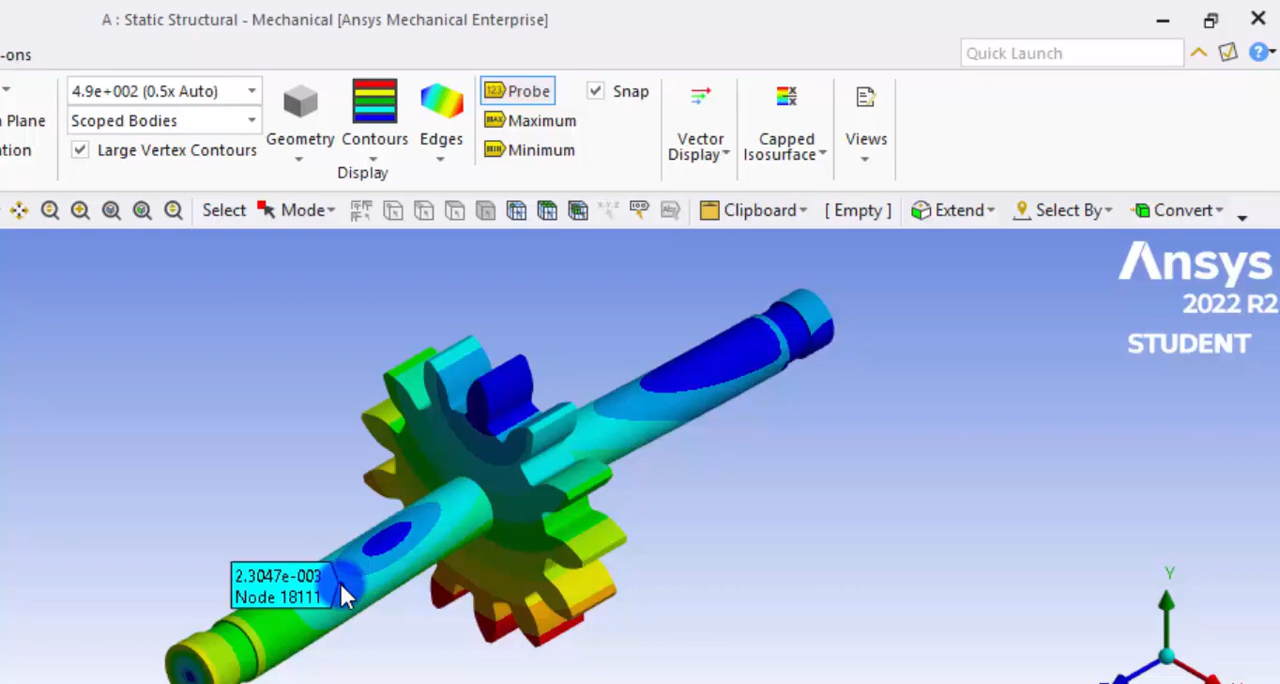 A : Static Structural - Mechanical [Ansys Mechanical Enterprise]
-ons
Quick Launch
4.9e+002 (0.5x Auto)
Probe
Snap
Plane
Scoped Bodies
Maximum
Large Vertex Contours
Geometry
Contours
Edges
Minimum
Vector
Display
Capped
Isosurface
Views
Display
Select
Mode
Clipboard
[ Empty ]
Extend
Select By
Convert
Ansys
2022 R2
STUDENT
2.3047e-003
Node 18111
Y